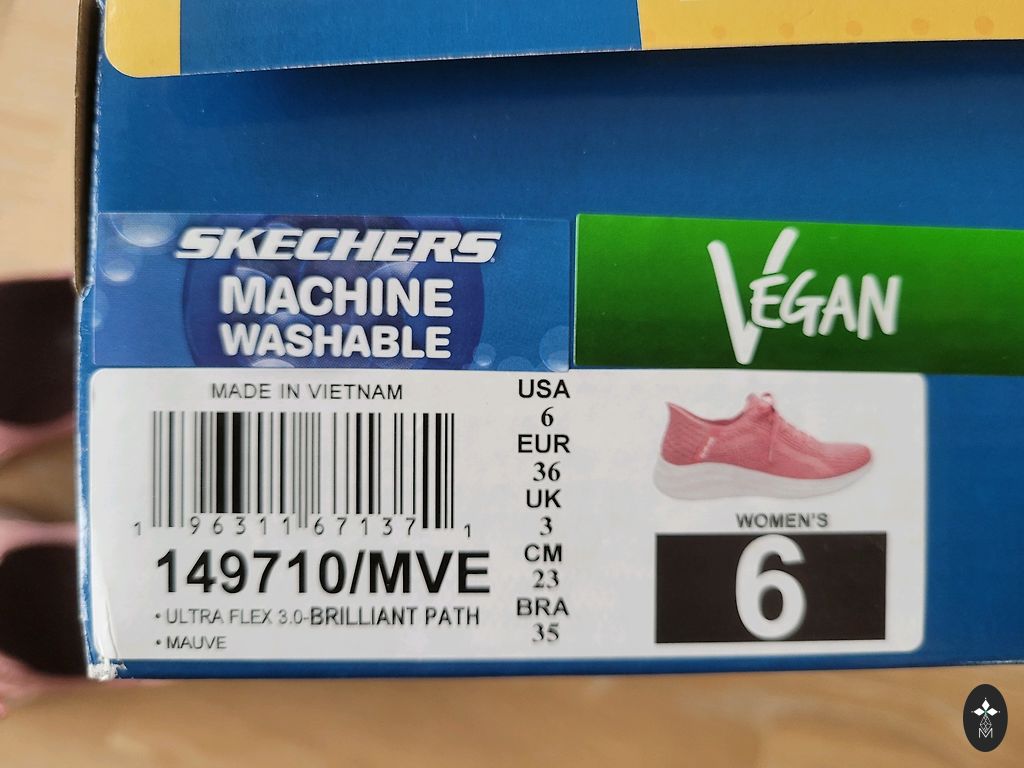 SKECHERS
MACHINE
WASHABLE
VEGAN
MADE IN VIETNAM
1 96311 67137 1
149710/MVE
• ULTRA FLEX 3.0-BRILLIANT PATH
• MAUVE
USA
6
EUR
36
UK
3
CM
23
BRA
35
WOMEN'S
6
M